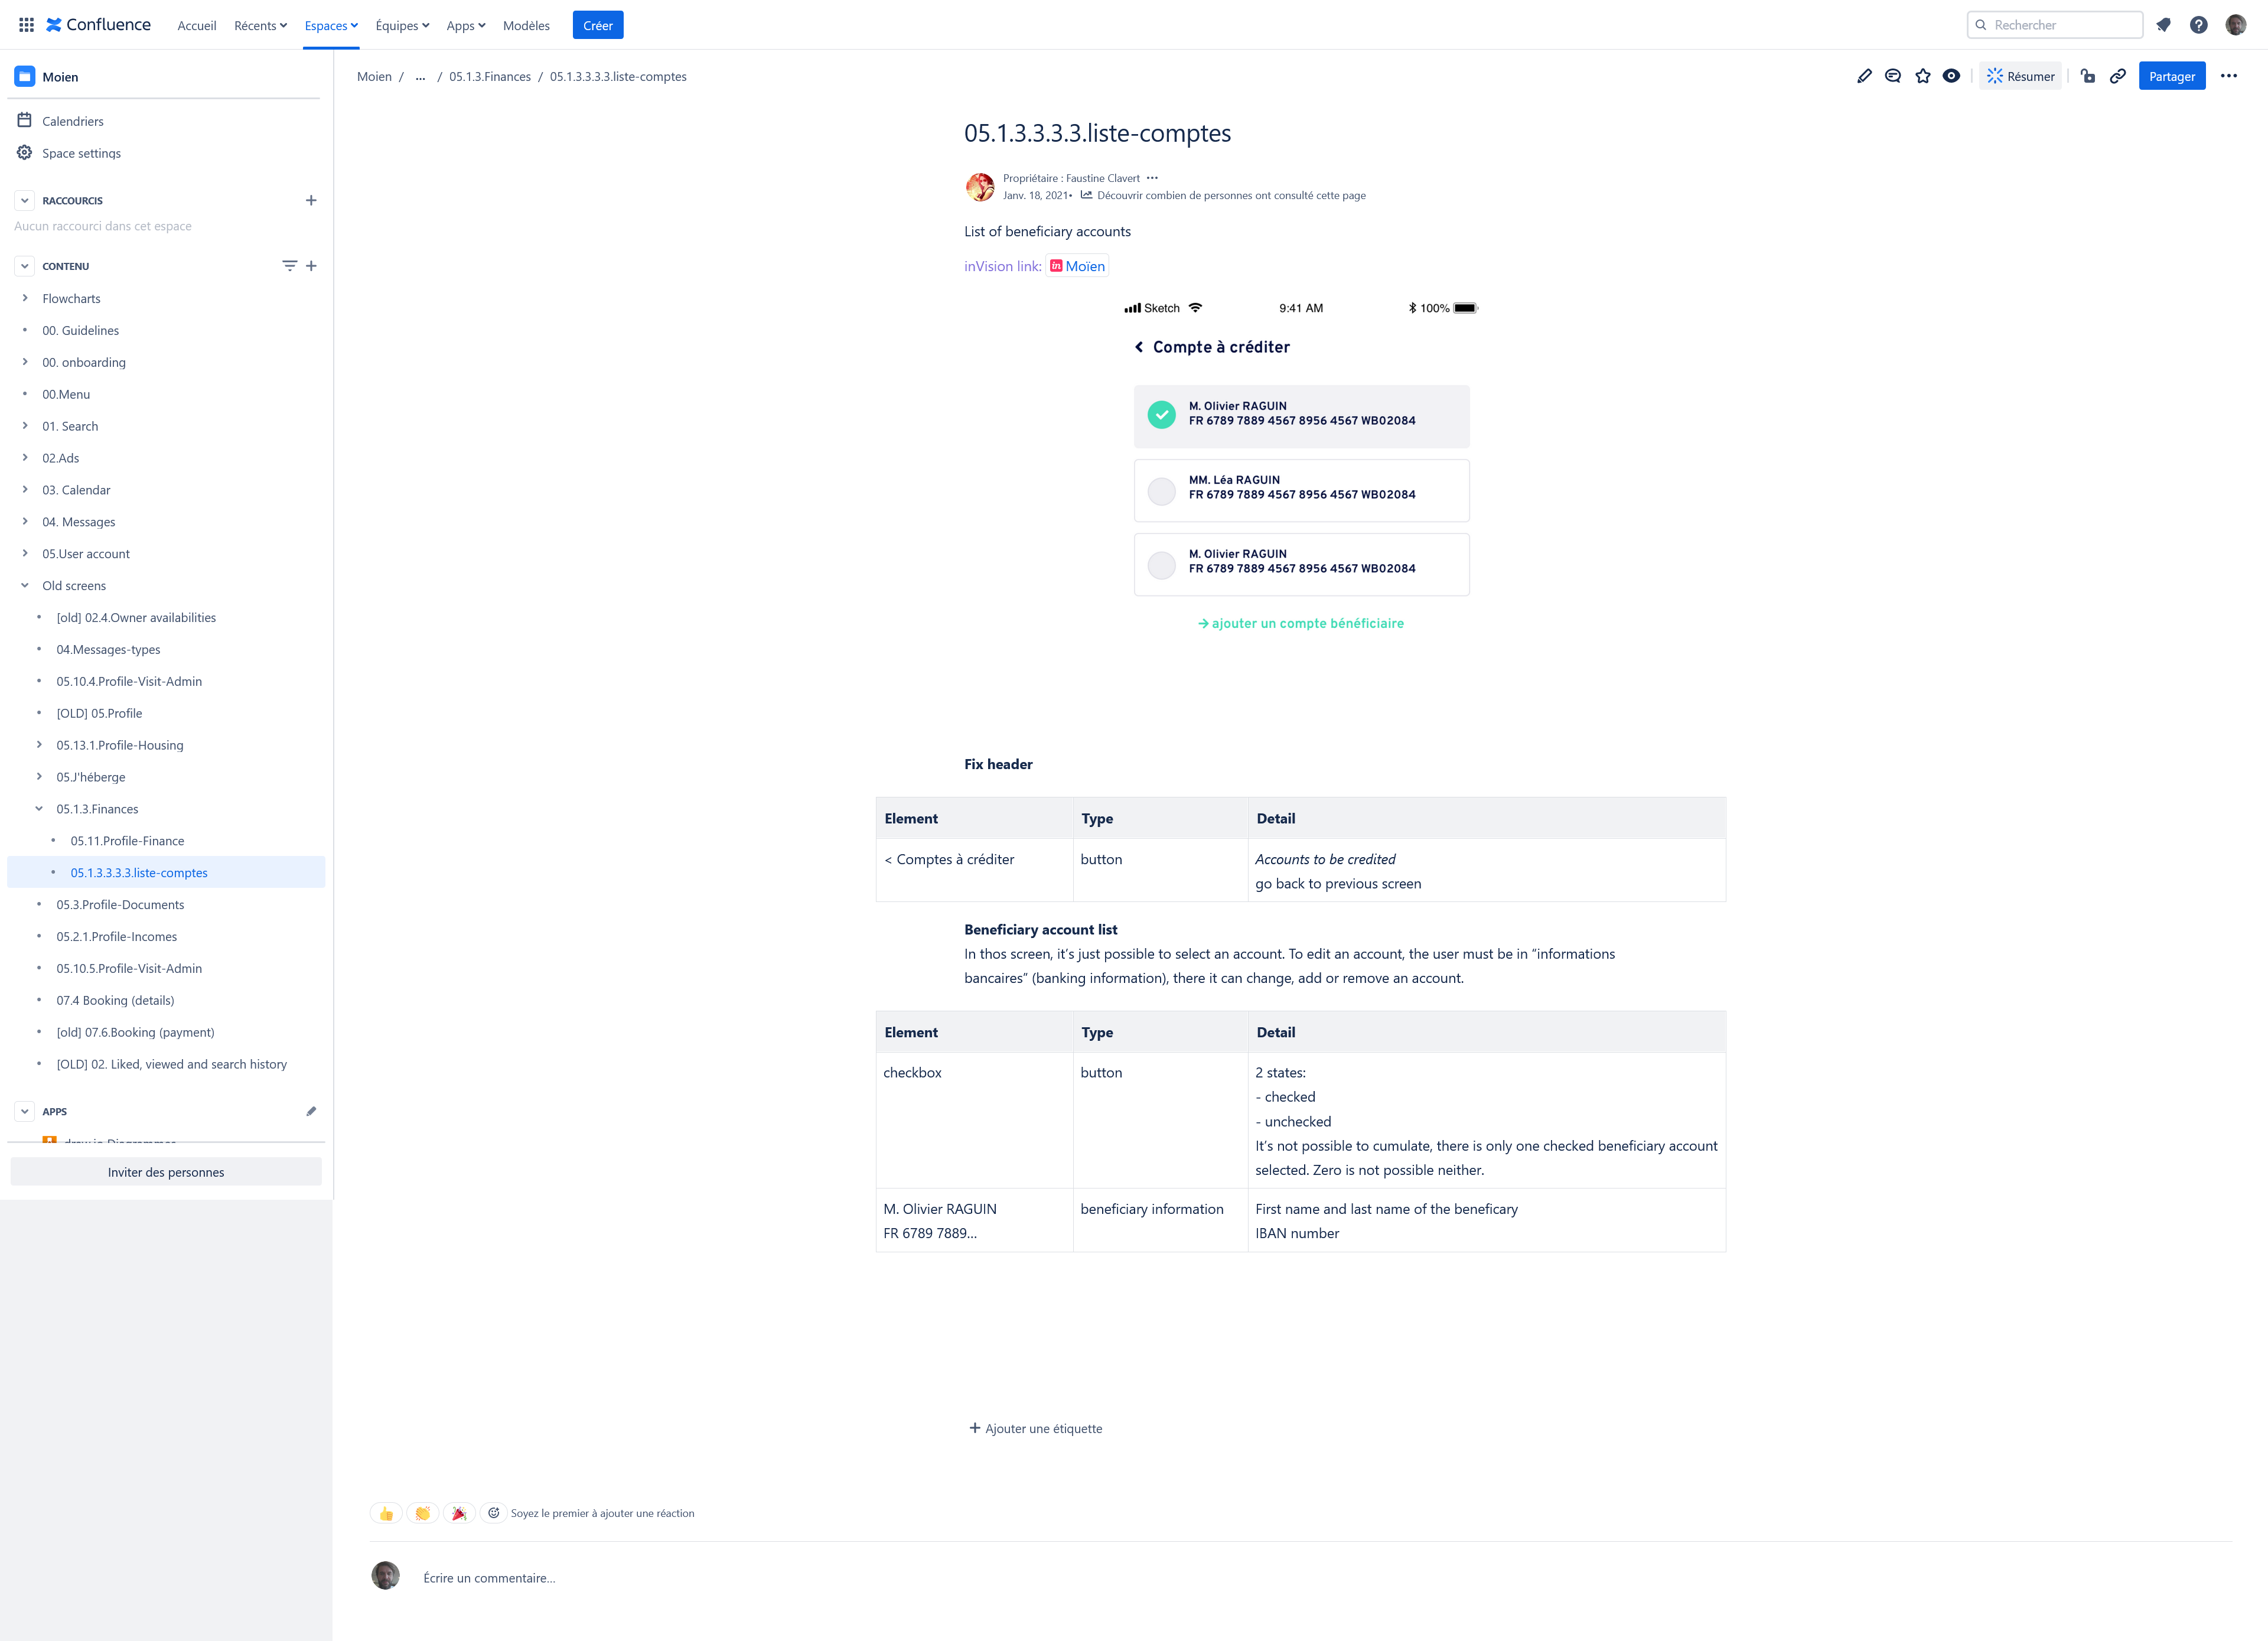 Confluence
Accueil
Récents
Espaces
Équipes
Apps
Modèles
Créer
Rechercher
Moien
Calendriers
Space settings
RACCOURCIS
Aucun raccourci dans cet espace
CONTENU
Flowcharts
00. Guidelines
00. onboarding
00.Menu
01. Search
02.Ads
03. Calendar
04. Messages
05.User account
Old screens
[old] 02.4.Owner availabilities
04.Messages-types
05.10.4.Profile-Visit-Admin
[OLD] 05.Profile
05.13.1.Profile-Housing
05.J'héberge
05.1.3.Finances
05.11.Profile-Finance
05.1.3.3.3.3.liste-comptes
05.3.Profile-Documents
05.2.1.Profile-Incomes
05.10.5.Profile-Visit-Admin
07.4 Booking (details)
[old] 07.6.Booking (payment)
[OLD] 02. Liked, viewed and search history
APPS
Inviter des personnes
Moien / ... / 05.1.3.Finances / 05.1.3.3.3.3.liste-comptes
Résumer
Partager
05.1.3.3.3.3.liste-comptes
Propriétaire : Faustine Clavert
Janv. 18, 2021• Découvrir combien de personnes ont consulté cette page
List of beneficiary accounts
inVision link: in Moïen
Sketch 9:41 AM 100%
Compte à créditer
M. Olivier RAGUIN
FR 6789 7889 4567 8956 4567 WB02084
MM. Léa RAGUIN
FR 6789 7889 4567 8956 4567 WB02084
M. Olivier RAGUIN
FR 6789 7889 4567 8956 4567 WB02084
→ ajouter un compte bénéficiaire
Fix header
Element Type Detail
< Comptes à créditer button Accounts to be credited
go back to previous screen
Beneficiary account list
In thos screen, it’s just possible to select an account. To edit an account, the user must be in “informations
bancaires” (banking information), there it can change, add or remove an account.
Element Type Detail
checkbox button 2 states:
- checked
- unchecked
It’s not possible to cumulate, there is only one checked beneficiary account
selected. Zero is not possible neither.
M. Olivier RAGUIN beneficiary information First name and last name of the beneficary
FR 6789 7889... IBAN number
Ajouter une étiquette
Soyez le premier à ajouter une réaction
Écrire un commentaire...